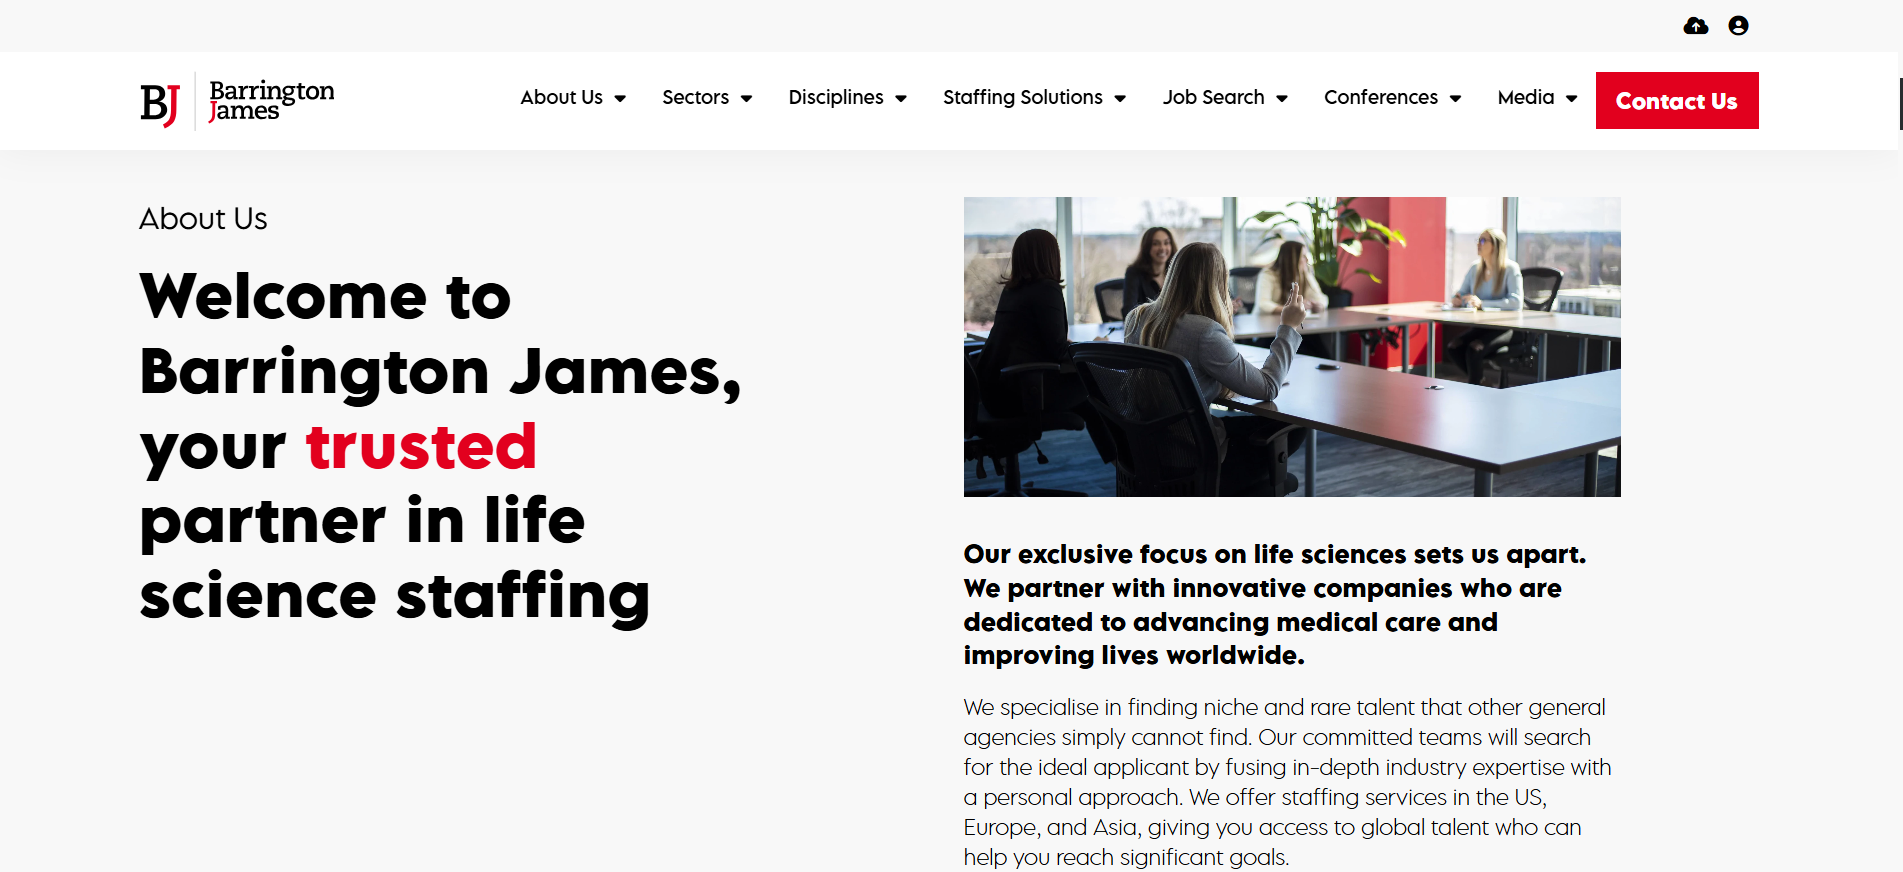 BJ
Barrington
James
About Us
Sectors
Disciplines
Staffing Solutions
Job Search
Conferences
Media
Contact Us
About Us
Welcome to
Barrington James,
your trusted
partner in life
science staffing
Our exclusive focus on life sciences sets us apart.
We partner with innovative companies who are
dedicated to advancing medical care and
improving lives worldwide.
We specialise in finding niche and rare talent that other general
agencies simply cannot find. Our committed teams will search
for the ideal applicant by fusing in-depth industry expertise with
a personal approach. We offer staffing services in the US,
Europe, and Asia, giving you access to global talent who can
help you reach significant goals.